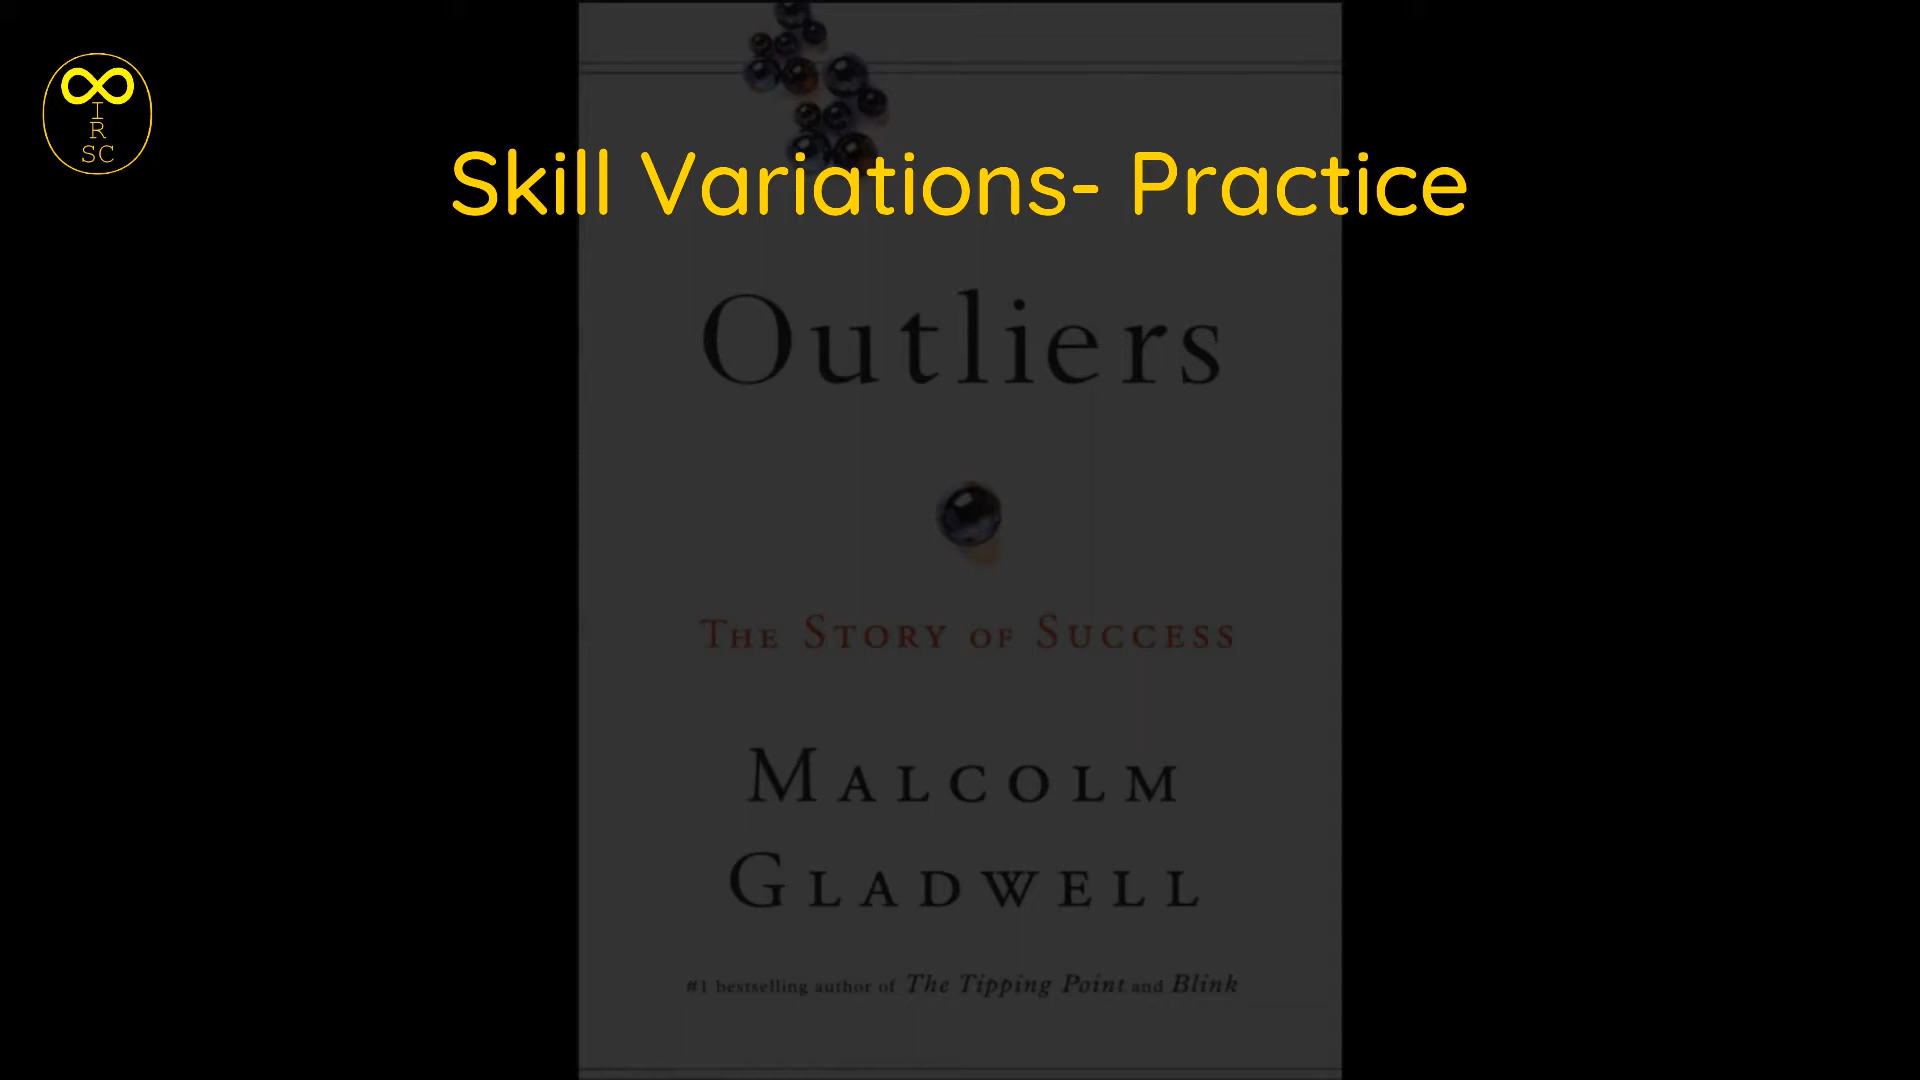 I
R
SC
Skill Variations- Practice
Outliers
THE STORY OF SUCCESS
MALCOLM
GLADWELL
#1 bestselling author of The Tipping Point and Blink